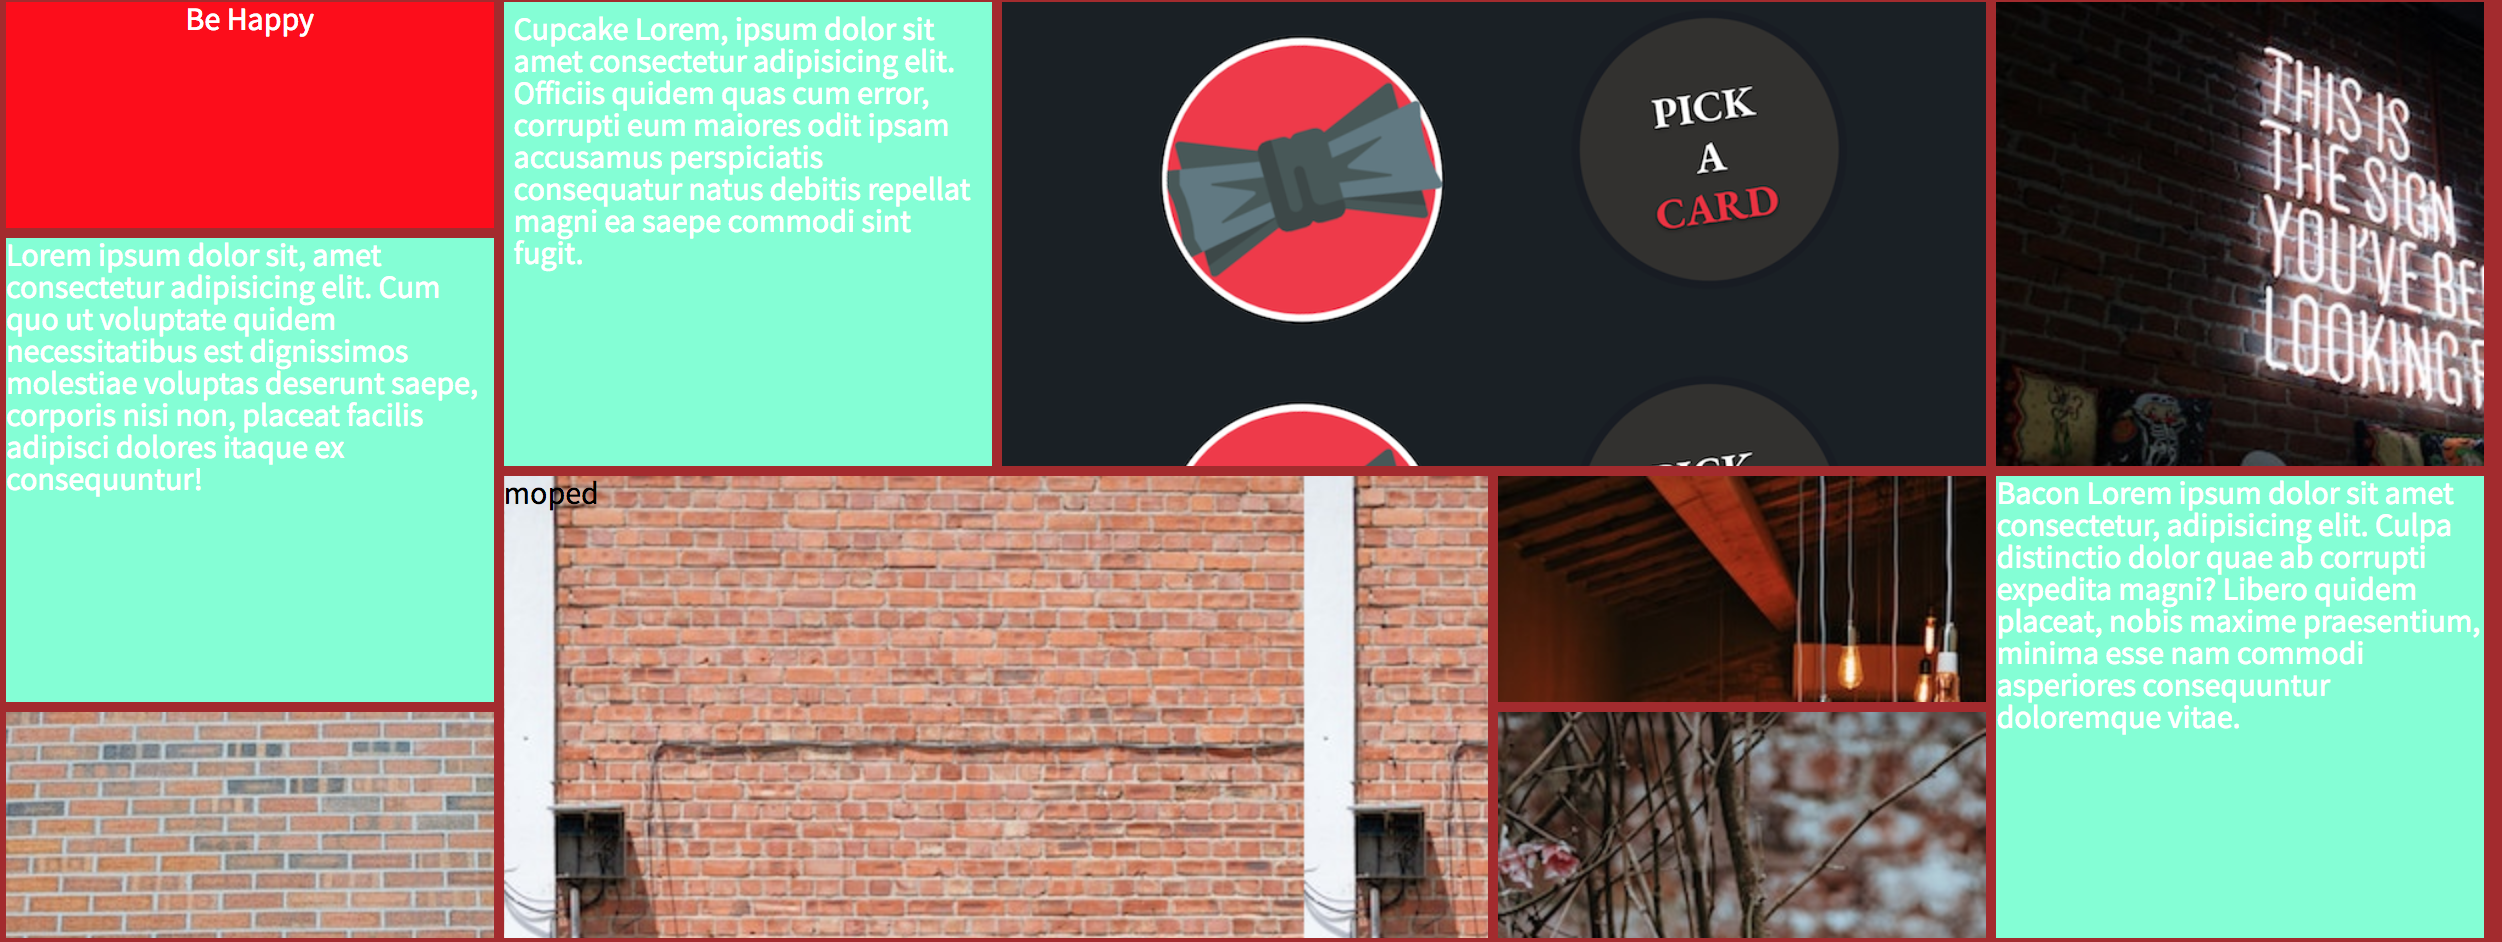 Be Happy
Lorem ipsum dolor sit, amet
consectetur adipisicing elit. Cum
quo ut voluptate quidem
necessitatibus est dignissimos
molestiae voluptas deserunt saepe,
corporis nisi non, placeat facilis
adipisci dolores itaque ex
consequuntur!
Cupcake Lorem, ipsum dolor sit
amet consectetur adipisicing elit.
Officiis quidem quas cum error,
corrupti eum maiores odit ipsam
accusamus perspiciatis
consequatur natus debitis repellat
magni ea saepe commodi sint
fugit.
PICK
A
CARD
PICK
THIS IS
THE SIGN
YOU'VE BE
LOOKING F
moped
Bacon Lorem ipsum dolor sit amet
consectetur, adipisicing elit. Culpa
distinctio dolor quae ab corrupti
expedita magni? Libero quidem
placeat, nobis maxime praesentium,
minima esse nam commodi
asperiores consequuntur
doloremque vitae.